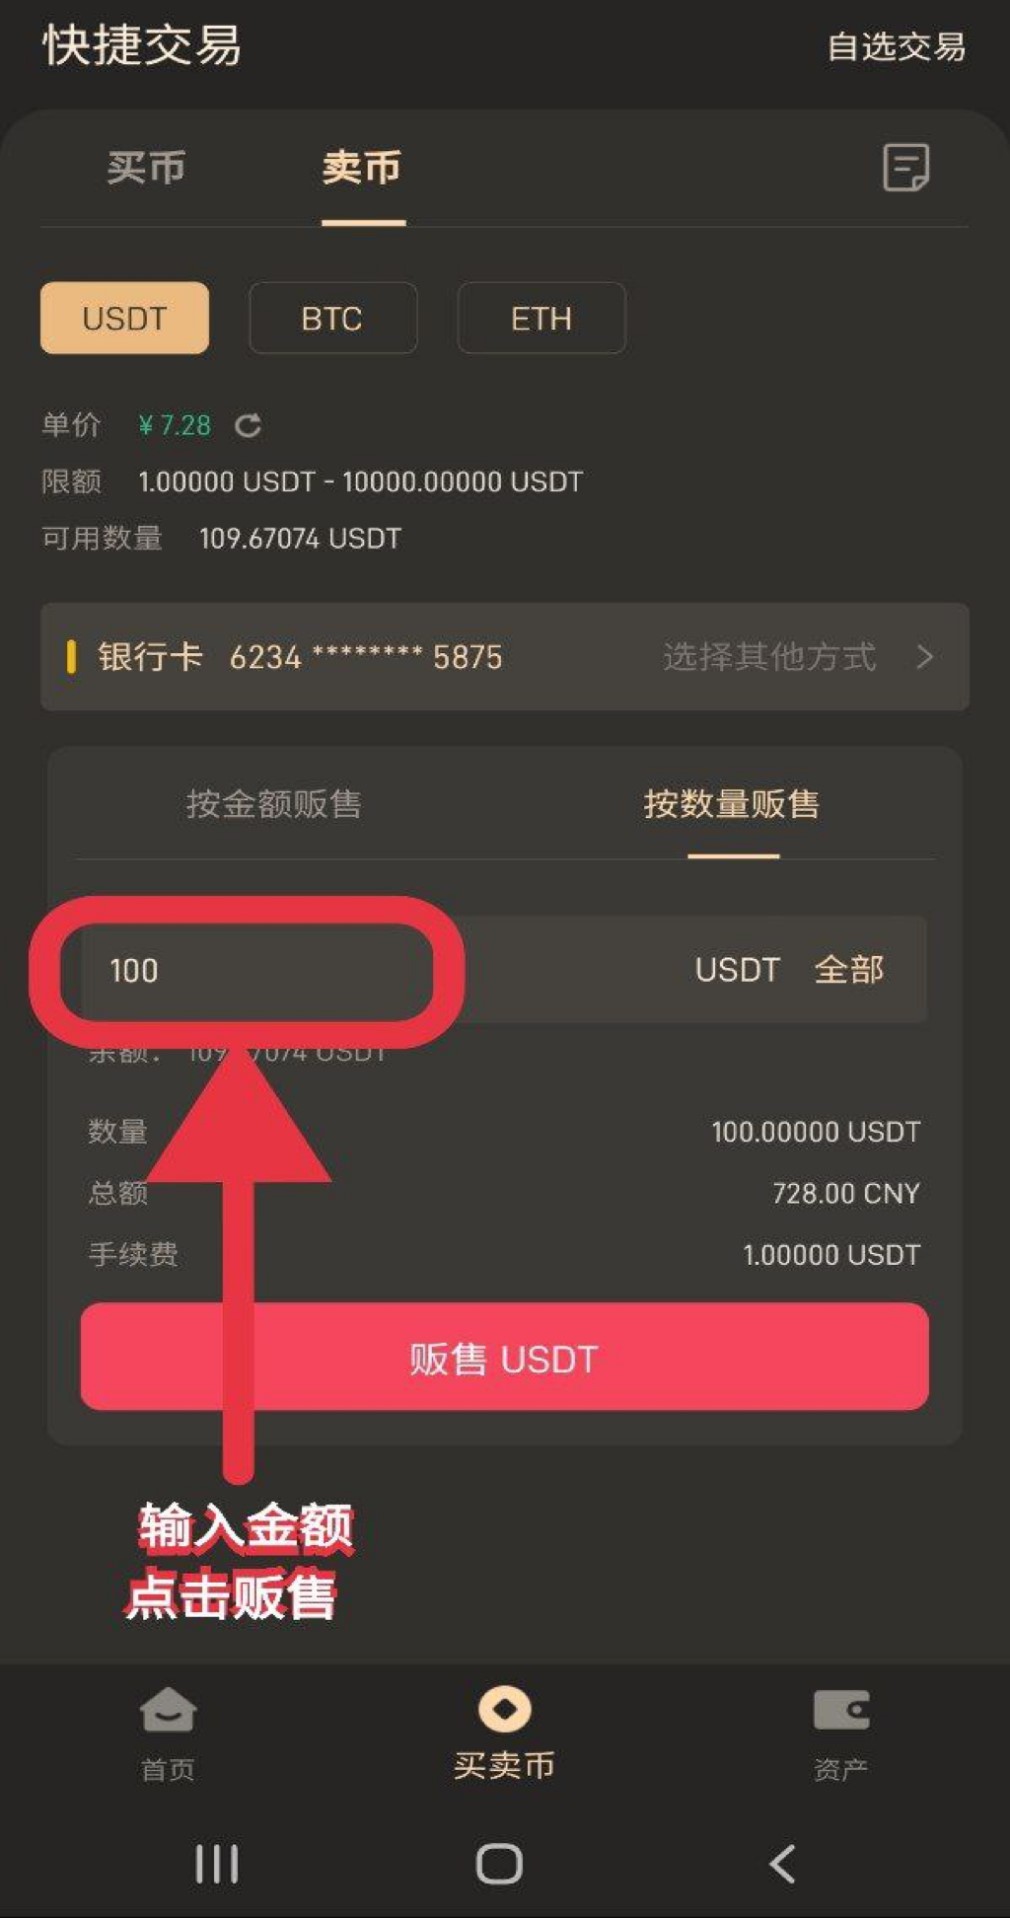 快捷交易 自选交易
买币 卖币
USDT BTC ETH
单价 ¥ 7.28
限额 1.00000 USDT - 10000.00000 USDT
可用数量 109.67074 USDT
银行卡 6234 ******** 5875 选择其他方式 >
按金额贩售 按数量贩售
100 USDT 全部
余额: 109.67074 USDT
数量 100.00000 USDT
总额 728.00 CNY
手续费 1.00000 USDT
贩售 USDT
输入金额
点击贩售
首页 买卖币 资产